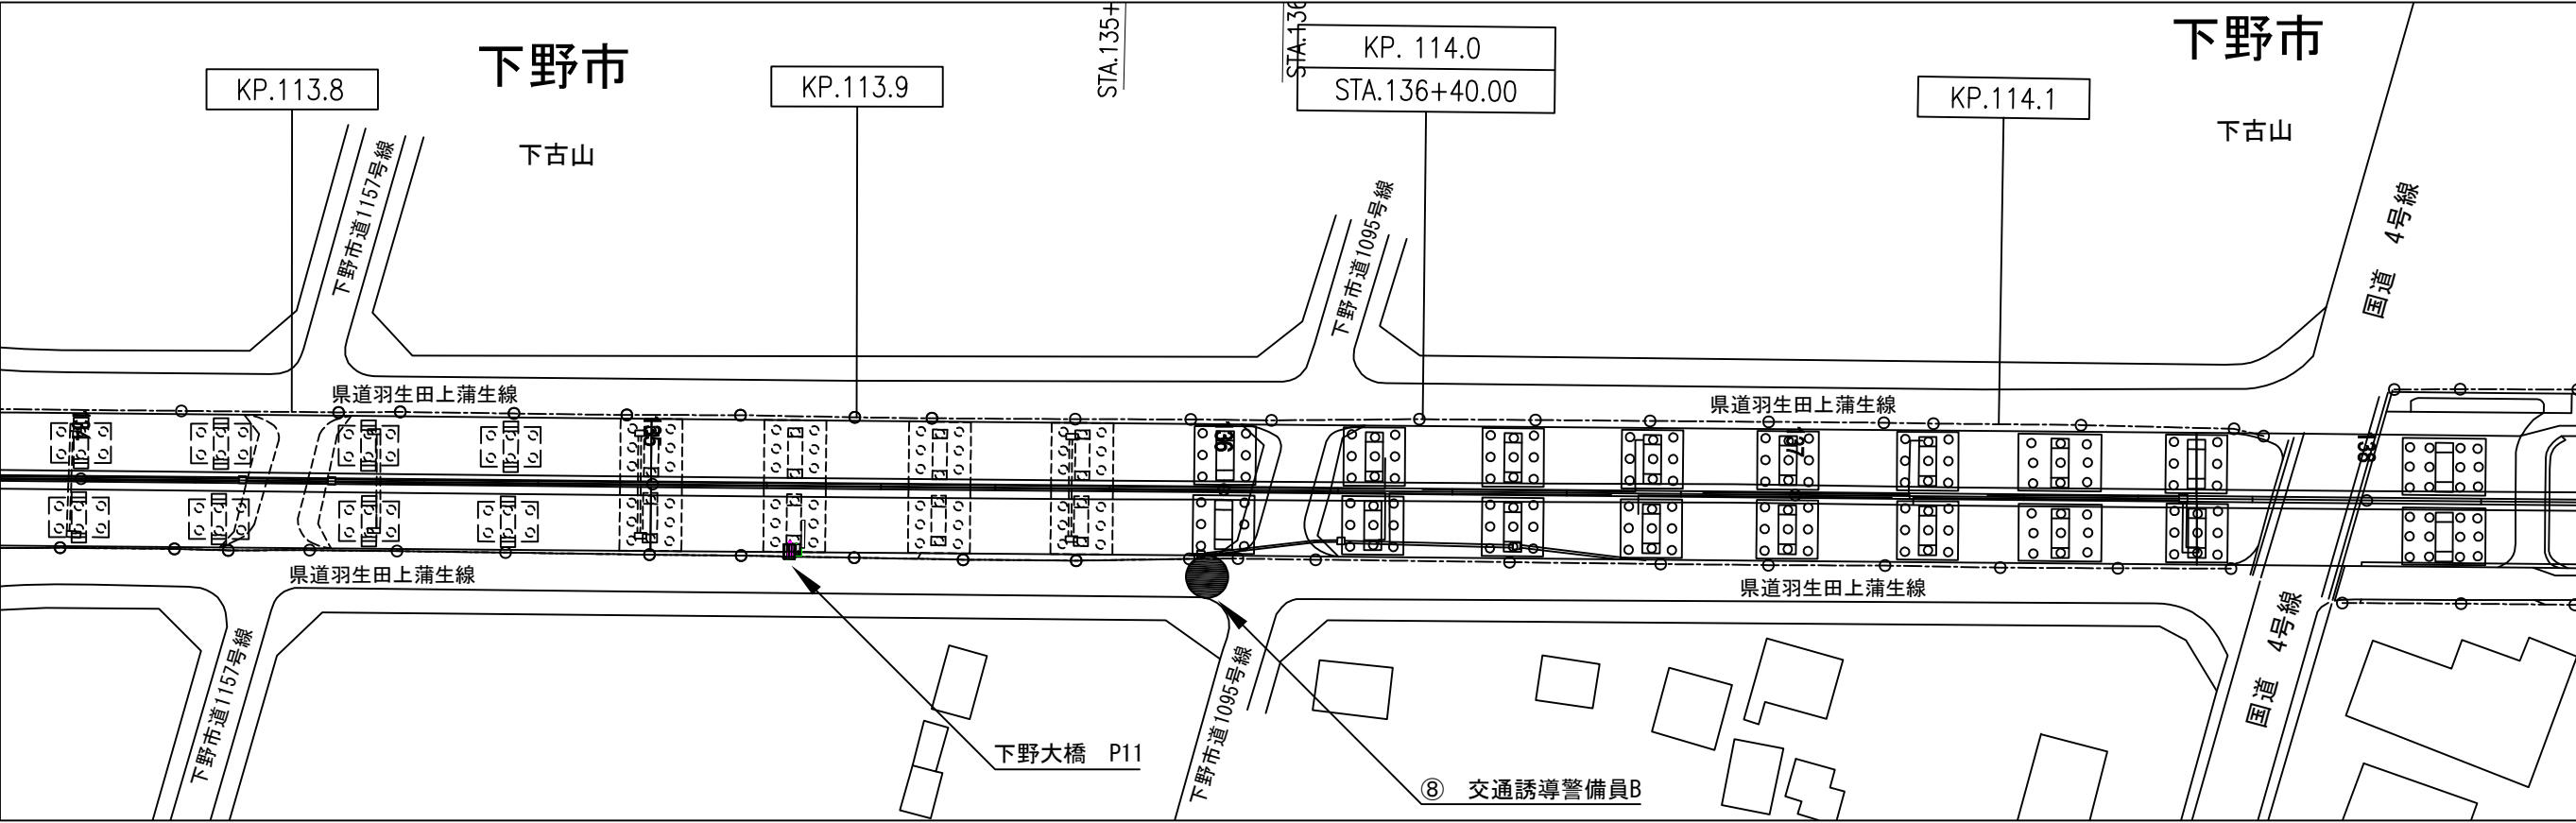 下野市
下古山
KP.113.8
KP.113.9
STA.135+
STA.136
KP. 114.0
STA.136+40.00
KP.114.1
下野市
下古山
下野市道1157号線
下野市道1095号線
国道 4号線
県道羽生田上蒲生線
県道羽生田上蒲生線
134
135
136
137
138
県道羽生田上蒲生線
県道羽生田上蒲生線
下野市道1157号線
下野市道1095号線
国道 4号線
下野大橋 P11
⑧ 交通誘導警備員B